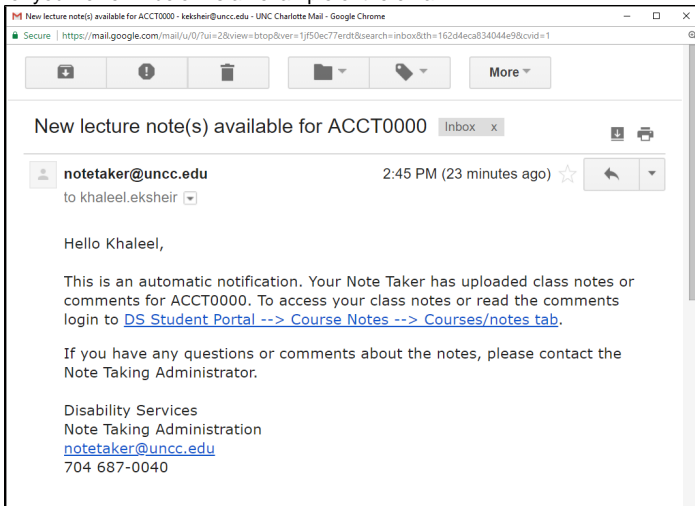 New lecture note(s) available for ACCT0000 - keksheir@uncc.edu - UNC Charlotte Mail - Google Chrome
Secure | https://mail.google.com/mail/u/0/?ui=2&view=btop&ver=1jf50ec77erdt&search=inbox&th=162d4eca834044e9&cvid=1
More
New lecture note(s) available for ACCT0000 Inbox x
notetaker@uncc.edu 2:45 PM (23 minutes ago)
to khaleel.eksheir
Hello Khaleel,
This is an automatic notification. Your Note Taker has uploaded class notes or
comments for ACCT0000. To access your class notes or read the comments
login to DS Student Portal --> Course Notes --> Courses/notes tab.
If you have any questions or comments about the notes, please contact the
Note Taking Administrator.
Disability Services
Note Taking Administration
notetaker@uncc.edu
704 687-0040